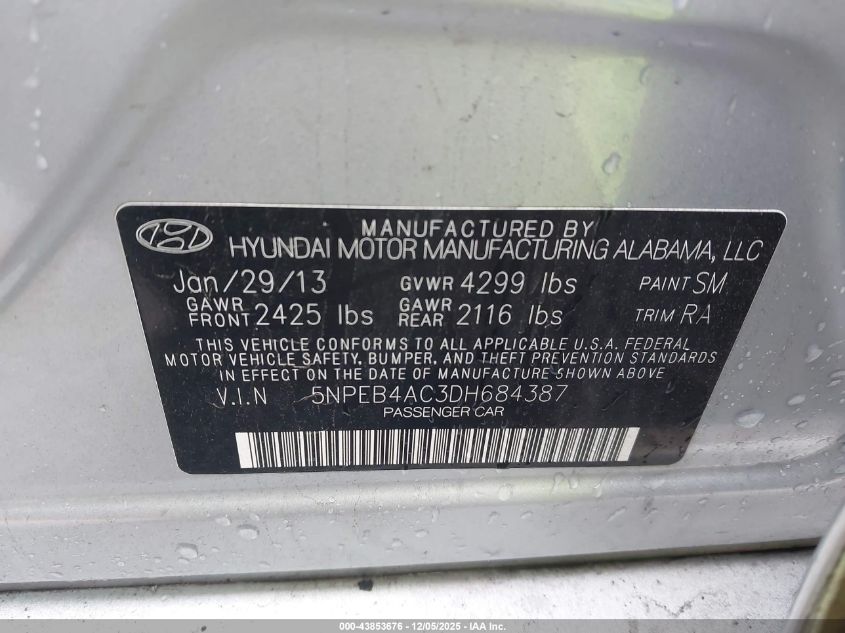 MANUFACTURED BY
HYUNDAI MOTOR MANUFACTURING ALABAMA, LLC
Jan/29/13 GVWR 4299 lbs PAINT SM
GAWR FRONT 2425 lbs GAWR REAR 2116 lbs TRIM RA
THIS VEHICLE CONFORMS TO ALL APPLICABLE U.S.A. FEDERAL
MOTOR VEHICLE SAFETY, BUMPER, AND THEFT PREVENTION STANDARDS
IN EFFECT ON THE DATE OF MANUFACTURE SHOWN ABOVE.
V.I.N 5NPEB4AC3DH684387
PASSENGER CAR
000-43853676 - 12/05/2025 - IAA Inc.